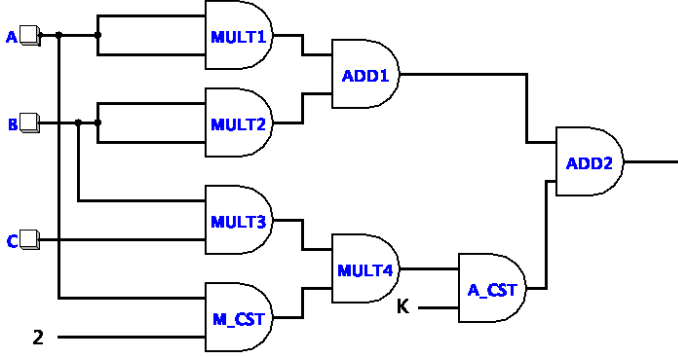 A
MULT1
ADD1
B
MULT2
ADD2
C
MULT3
MULT4
A_CST
K
M_CST
2